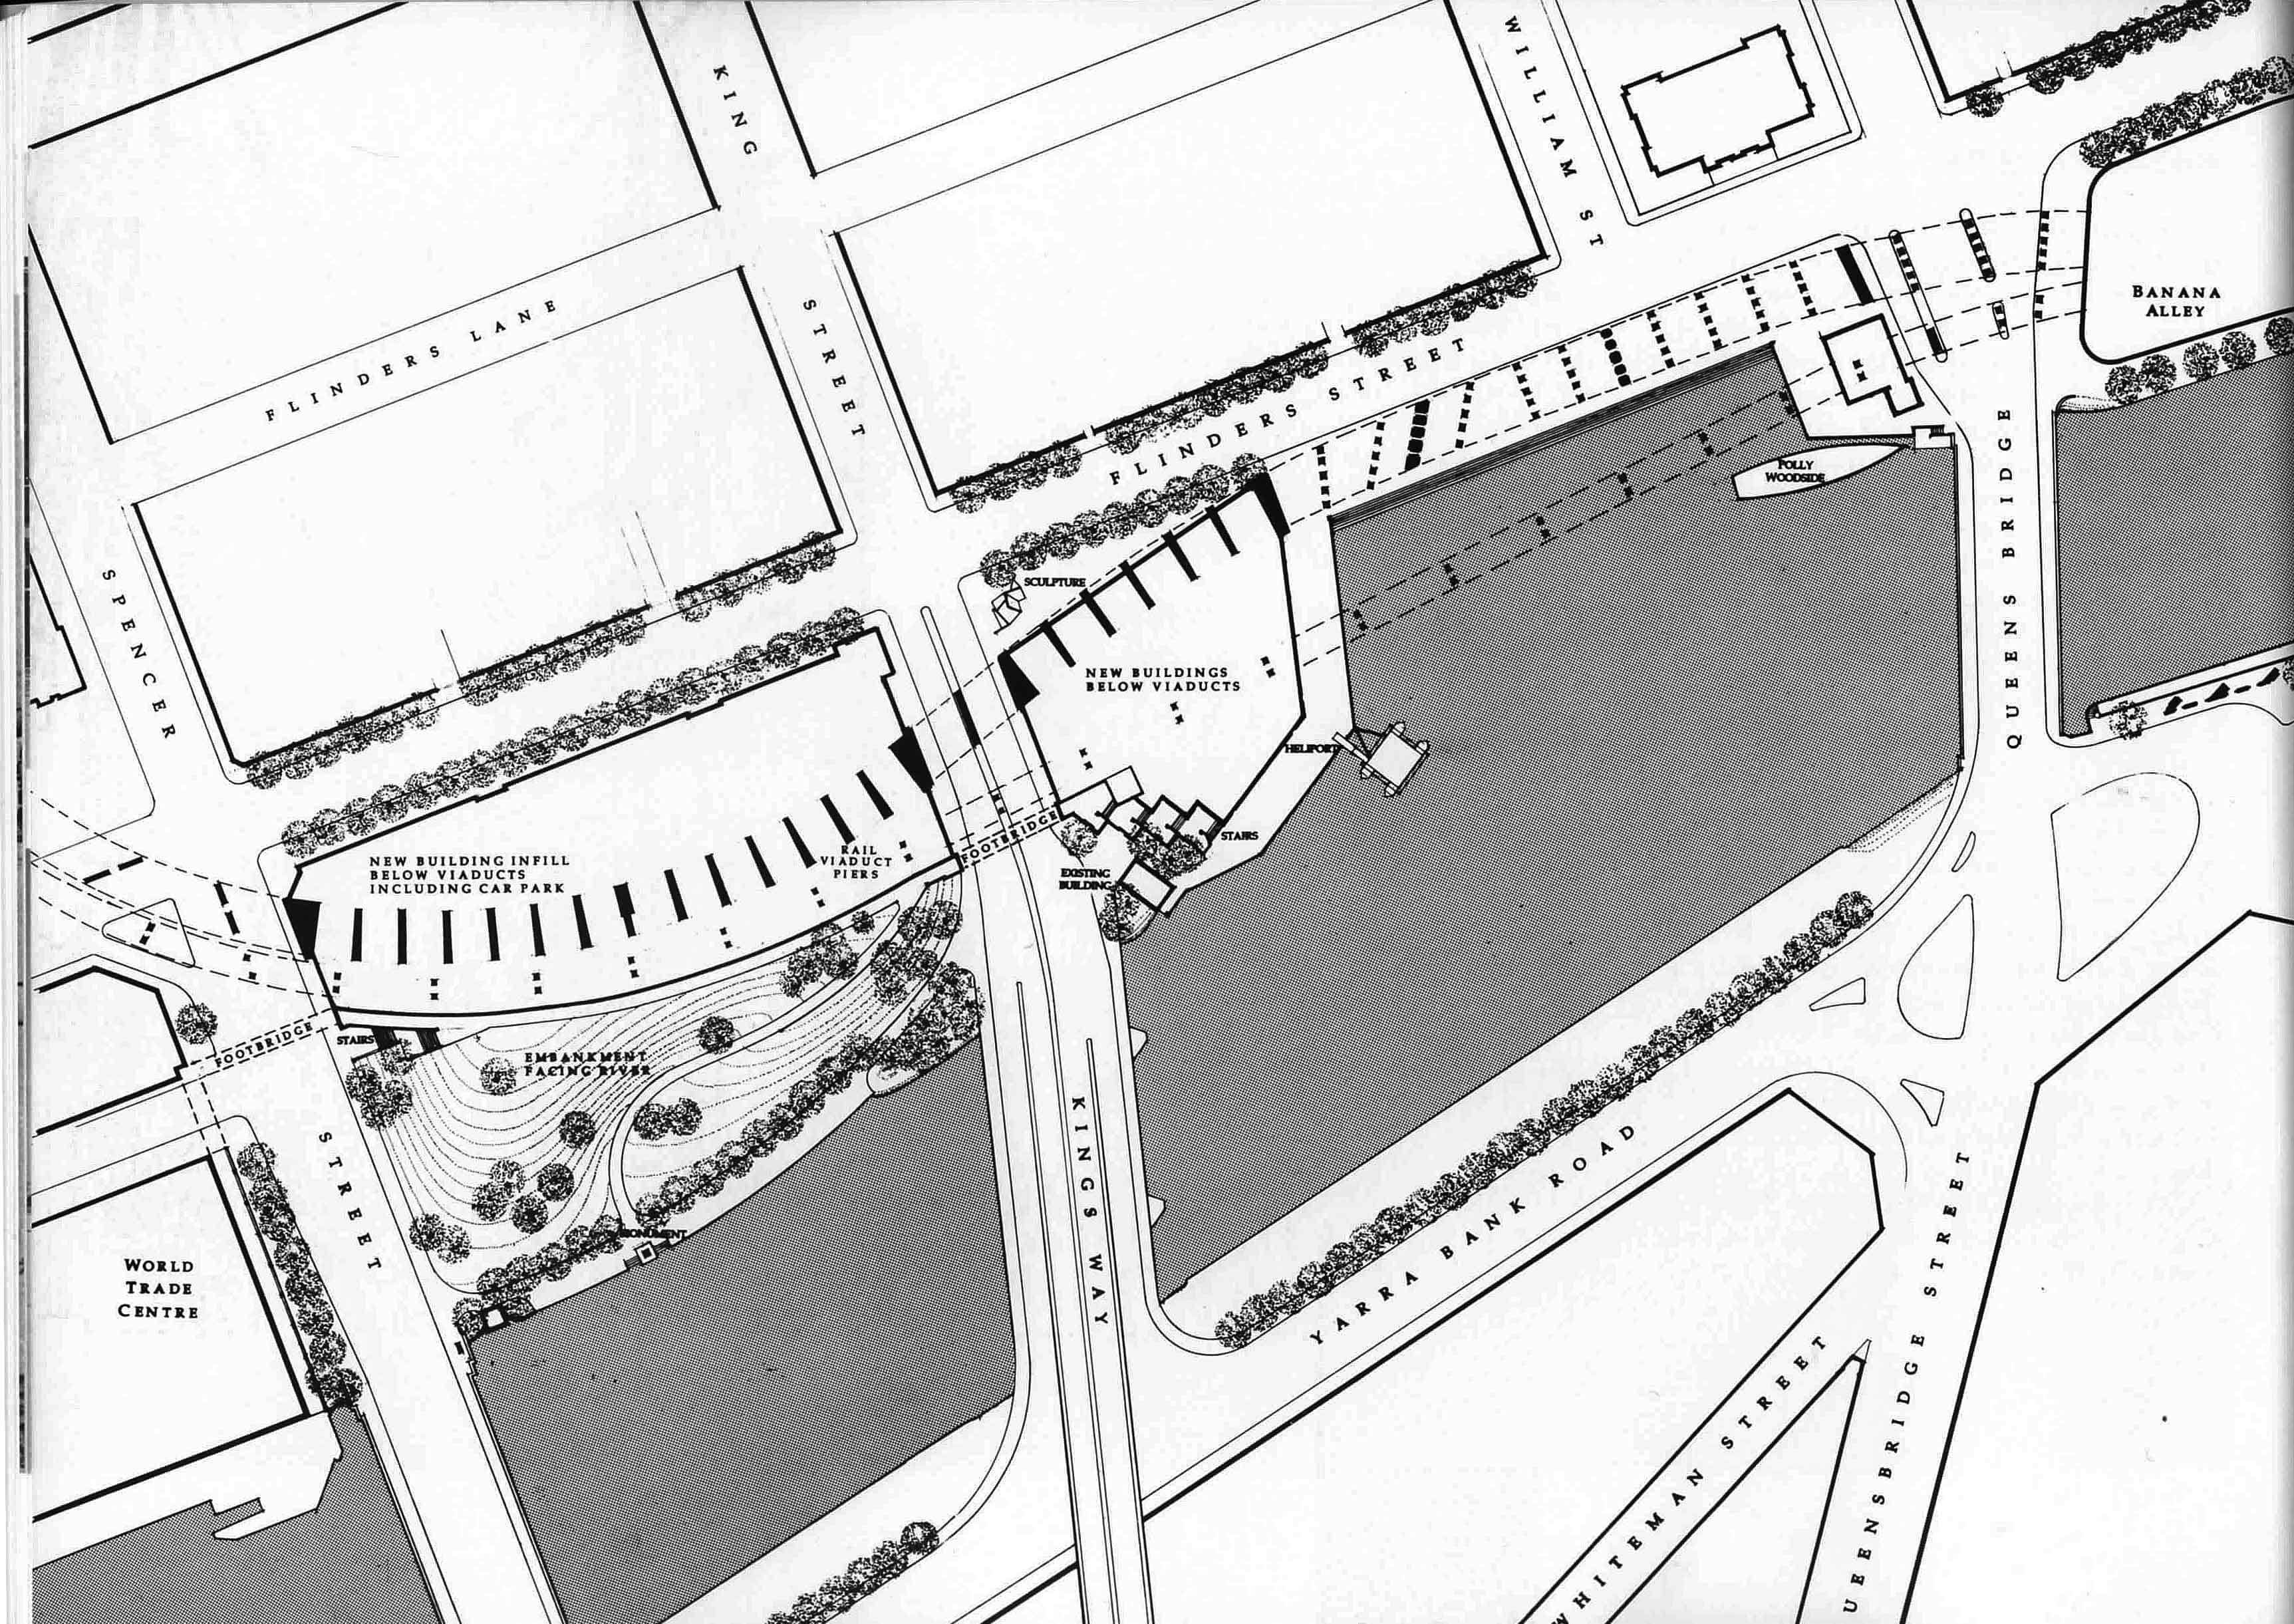 KING
STREET
WILLIAM ST
FLINDERS LANE
FLINDERS STREET
BANANA
ALLEY
POLLY
WOODSIDE
QUEENS BRIDGE
SPENCER
STREET
SCULPTURE
NEW BUILDINGS
BELOW VIADUCTS
HELIPORT
FOOTBRIDGE
STAIRS
EXISTING
BUILDING
NEW BUILDING INFILL
BELOW VIADUCTS
INCLUDING CAR PARK
RAIL
VIADUCT
PIERS
FOOTBRIDGE
STAIRS
EMBANKMENT
FACING RIVER
MONUMENT
WORLD
TRADE
CENTRE
KINGS WAY
YARRA BANK ROAD
WHITEMAN STREET
UEENSBRIDGE STREET